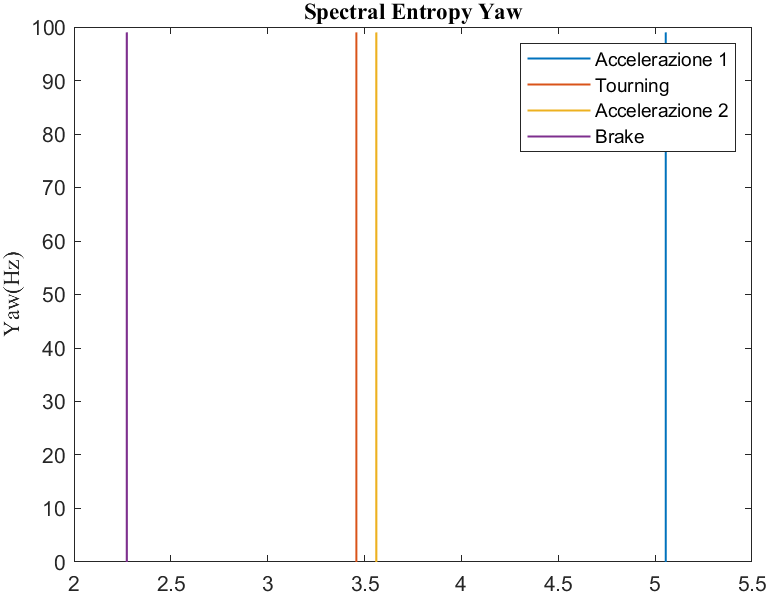 Spectral Entropy Yaw
100
90
80
70
60
50
40
30
20
10
0
Yaw(Hz)
Accelerazione 1
Tourning
Accelerazione 2
Brake
2 2.5 3 3.5 4 4.5 5 5.5